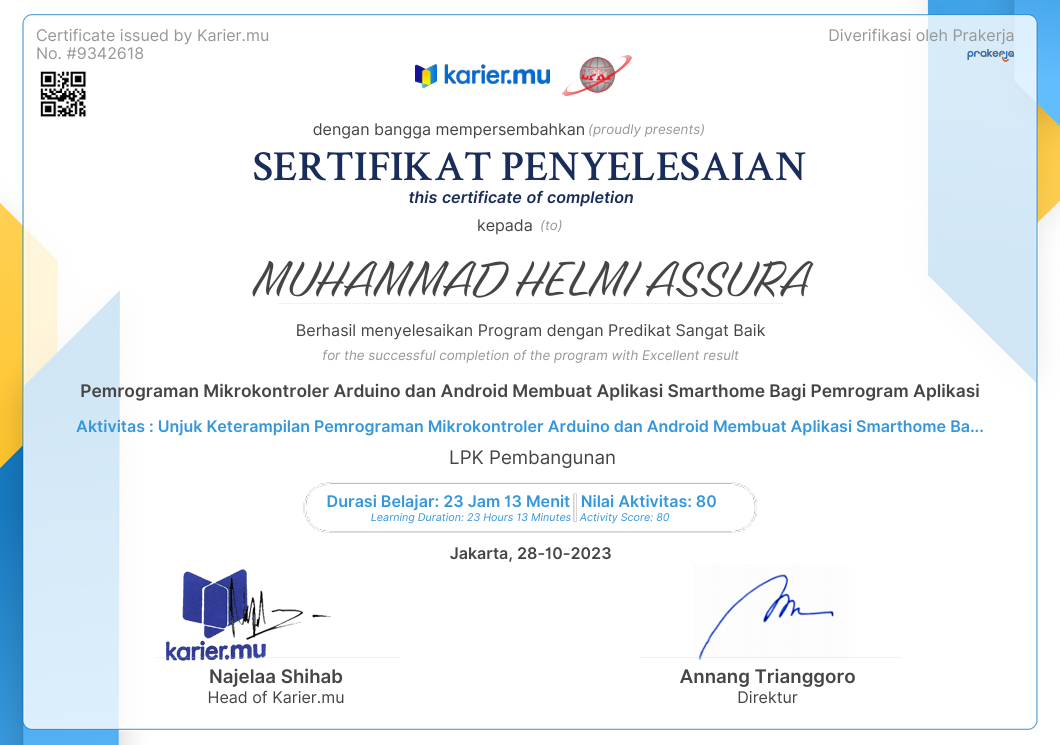 Certificate issued by Karier.mu
No. #9342618
Diverifikasi oleh Prakerja
prakerja
karier.mu
dengan bangga mempersembahkan (proudly presents)
SERTIFIKAT PENYELESAIAN
this certificate of completion
kepada (to)
MUHAMMAD HELMI ASSURA
Berhasil menyelesaikan Program dengan Predikat Sangat Baik
for the successful completion of the program with Excellent result
Pemrograman Mikrokontroler Arduino dan Android Membuat Aplikasi Smarthome Bagi Pemrogram Aplikasi
Aktivitas : Unjuk Keterampilan Pemrograman Mikrokontroler Arduino dan Android Membuat Aplikasi Smarthome Ba...
LPK Pembangunan
Durasi Belajar: 23 Jam 13 Menit Nilai Aktivitas: 80
Learning Duration: 23 Hours 13 Minutes Activity Score: 80
Jakarta, 28-10-2023
karier.mu
Najelaa Shihab
Head of Karier.mu
Annang Trianggoro
Direktur